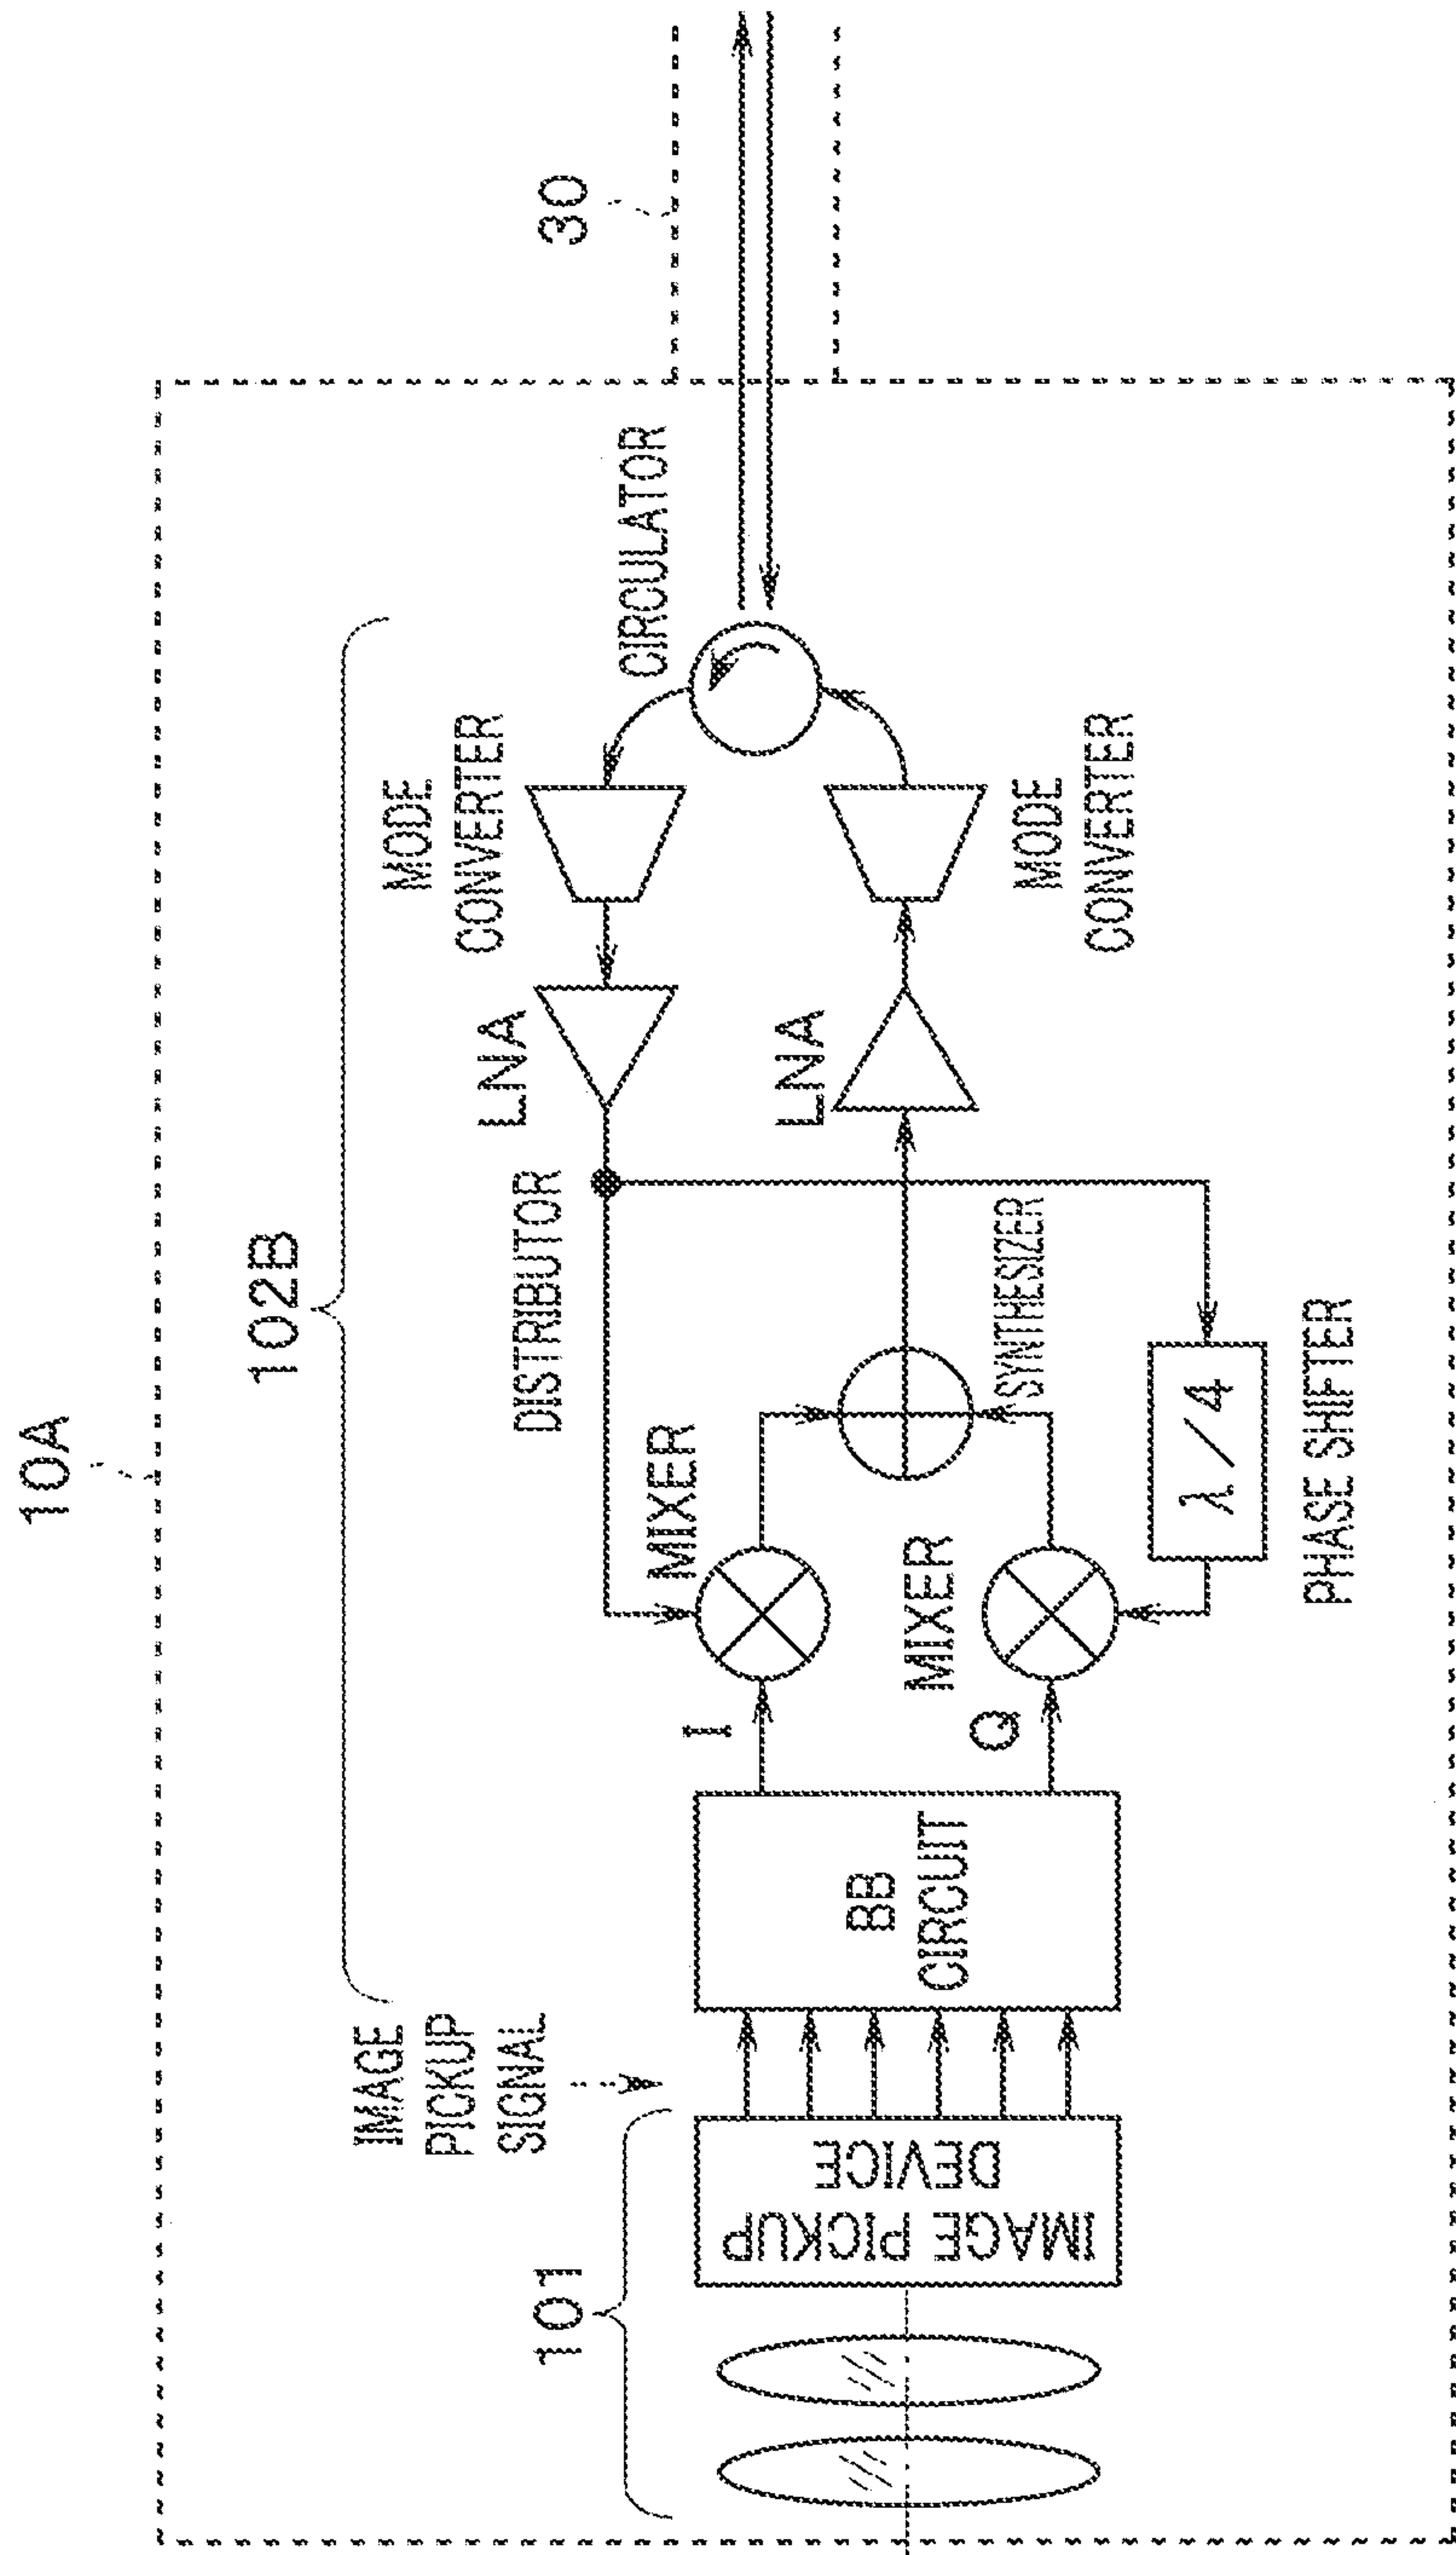 10A
102B
30
101
IMAGE
PICKUP
SIGNAL
IMAGE PICKUP
DEVICE
BB
CIRCUIT
I
Q
MIXER
MIXER
DISTRIBUTOR
SYNTHESIZER
λ/4
PHASE SHIFTER
LNA
LNA
MODE
CONVERTER
MODE
CONVERTER
CIRCULATOR